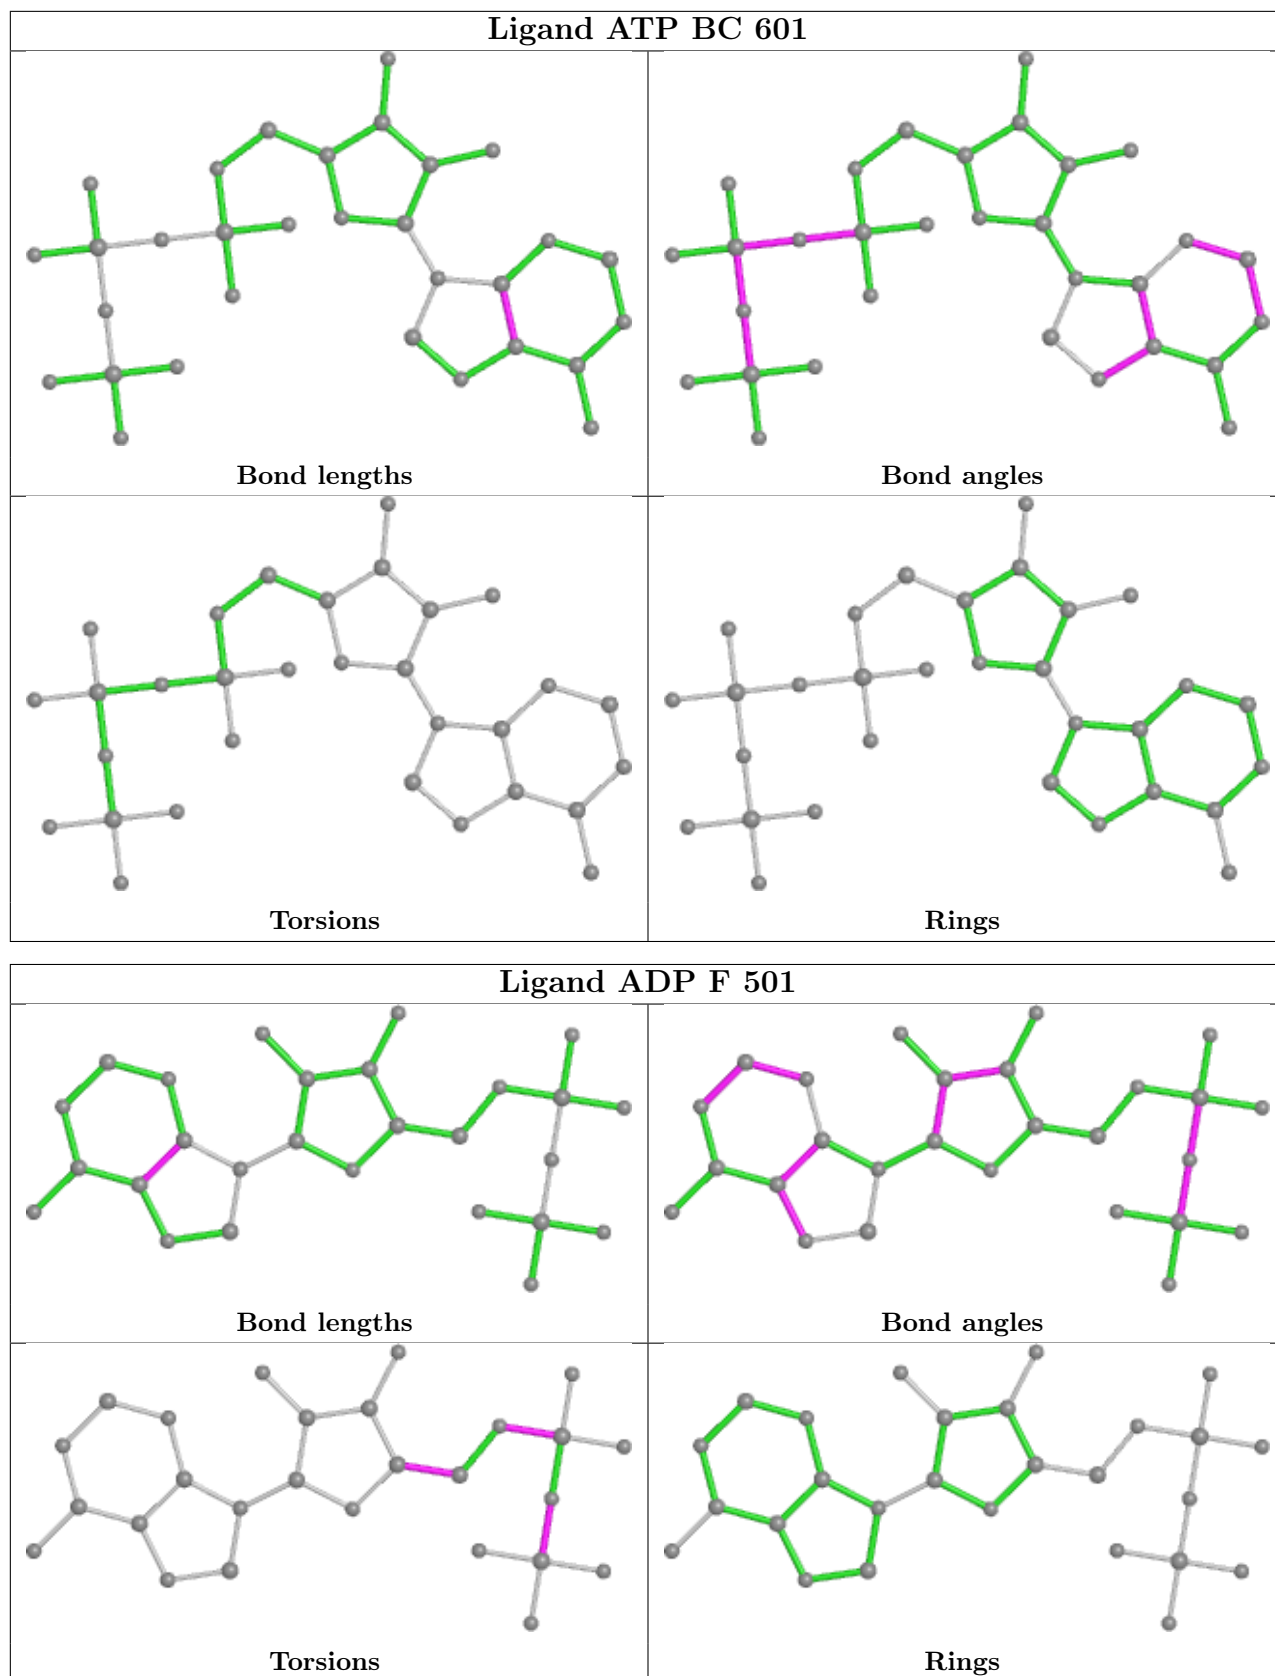 Ligand ATP BC 601
Bond lengths
Bond angles
Torsions
Rings
Ligand ADP F 501
Bond lengths
Bond angles
Torsions
Rings